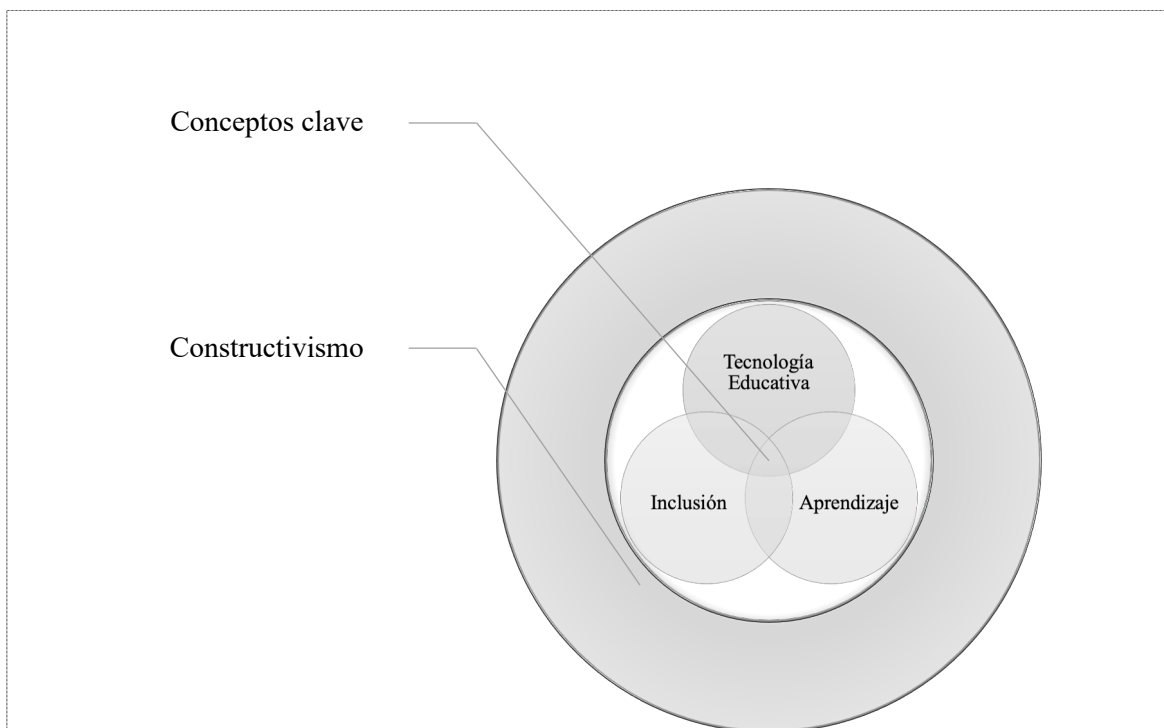 Conceptos clave
Constructivismo
Tecnología
Educativa
Inclusión
Aprendizaje